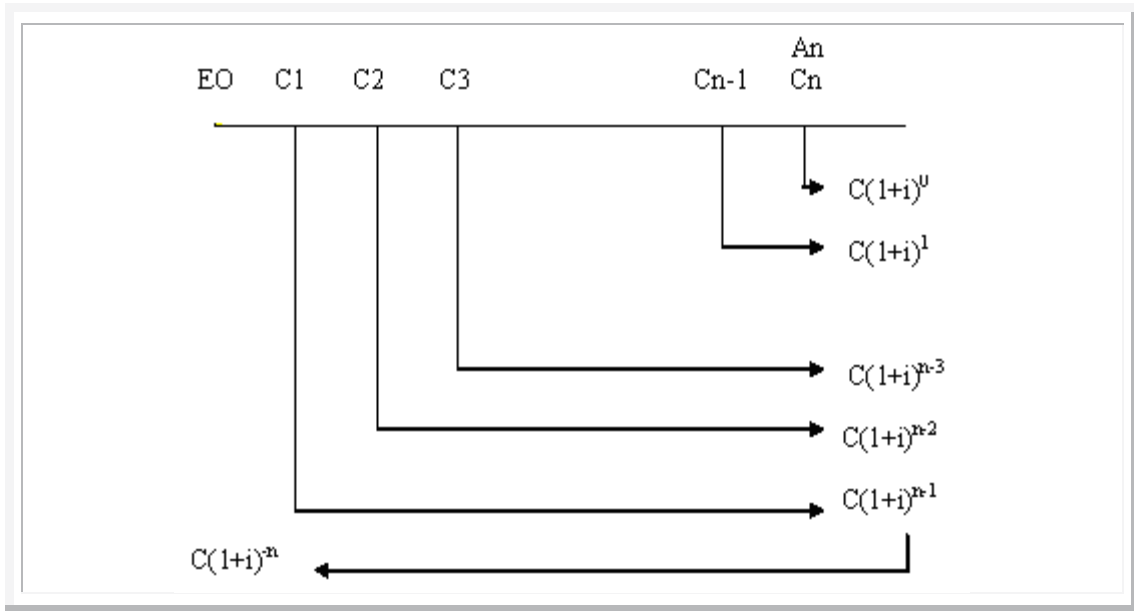 An
EO C1 C2 C3 Cn-1 Cn
C(1+i)⁰
C(1+i)¹
C(1+i)ⁿ⁻³
C(1+i)ⁿ⁻²
C(1+i)ⁿ⁻¹
C(1+i)⁻ⁿ